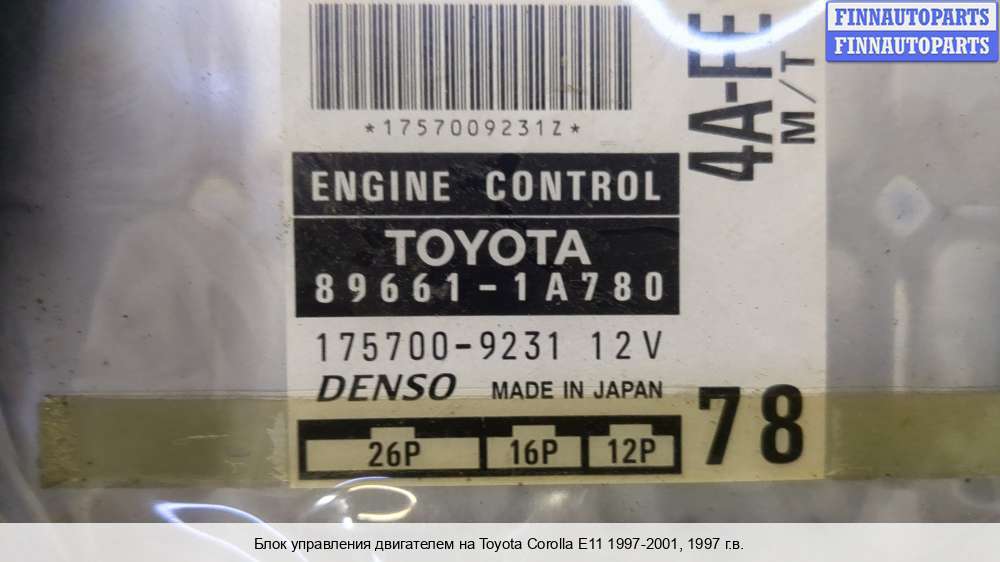 FINNAUTOPARTS
FINNAUTOPARTS
*1757009231Z*
4A-FE
M/T
ENGINE CONTROL
TOYOTA
89661-1A780
175700-9231 12V
DENSO MADE IN JAPAN
26P 16P 12P
78
Блок управления двигателем на Toyota Corolla E11 1997-2001, 1997 г.в.